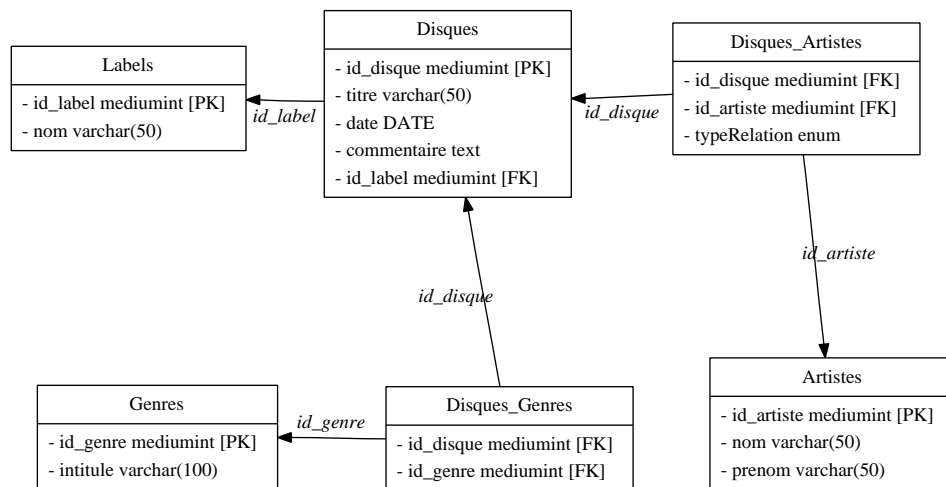 Disques
- id_disque mediumint [PK]
- titre varchar(50)
- date DATE
- commentaire text
- id_label mediumint [FK]
Disques_Artistes
- id_disque mediumint [FK]
- id_artiste mediumint [FK]
- typeRelation enum
Labels
- id_label mediumint [PK]
- nom varchar(50)
id_label
id_disque
id_artiste
id_disque
Genres
- id_genre mediumint [PK]
- intitule varchar(100)
id_genre
Disques_Genres
- id_disque mediumint [FK]
- id_genre mediumint [FK]
Artistes
- id_artiste mediumint [PK]
- nom varchar(50)
- prenom varchar(50)